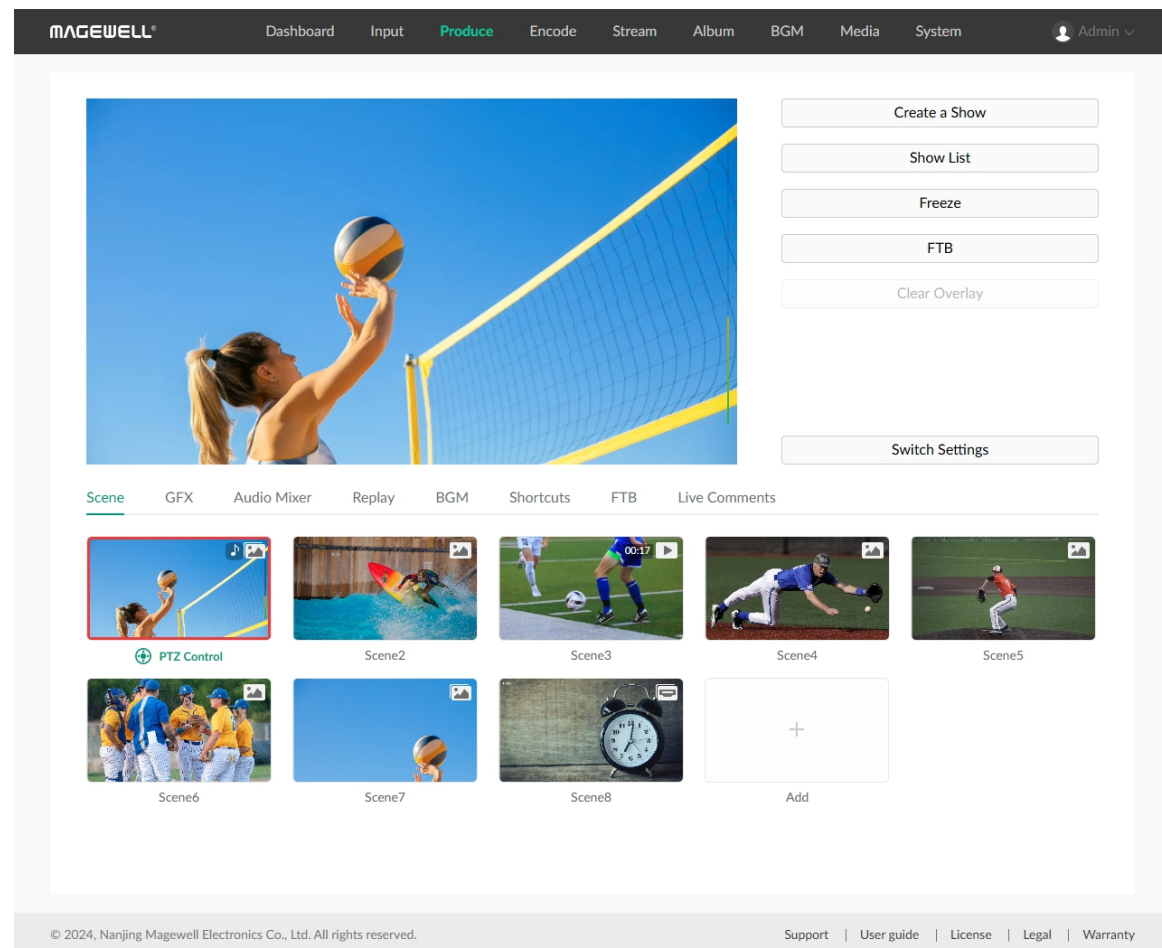 MAGEWELL®
Dashboard Input Produce Encode Stream Album BGM Media System Admin
Create a Show
Show List
Freeze
FTB
Clear Overlay
Switch Settings
Scene GFX Audio Mixer Replay BGM Shortcuts FTB Live Comments
00:17
PTZ Control Scene2 Scene3 Scene4 Scene5
Scene6 Scene7 Scene8 Add
© 2024, Nanjing Magewell Electronics Co., Ltd. All rights reserved. Support | User guide | License | Legal | Warranty